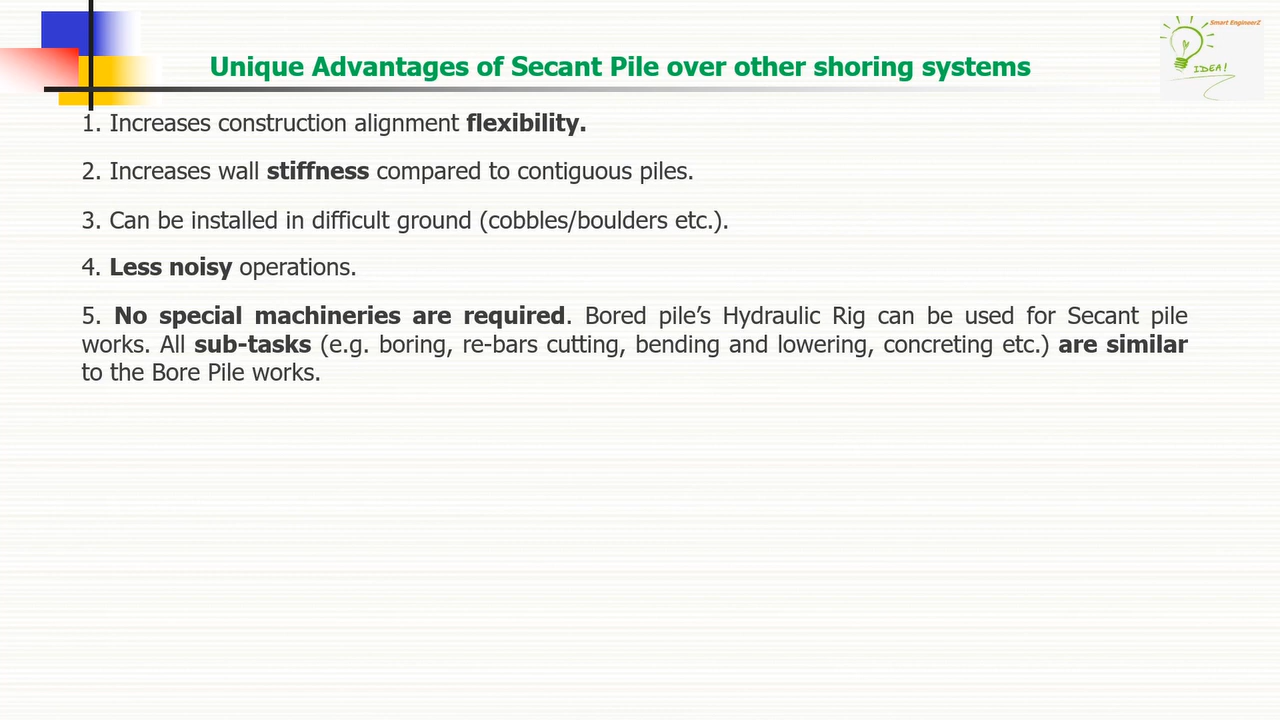 Smart EngineerZ
IDEA!
Unique Advantages of Secant Pile over other shoring systems
1. Increases construction alignment flexibility.
2. Increases wall stiffness compared to contiguous piles.
3. Can be installed in difficult ground (cobbles/boulders etc.).
4. Less noisy operations.
5. No special machineries are required. Bored pile’s Hydraulic Rig can be used for Secant pile
works. All sub-tasks (e.g. boring, re-bars cutting, bending and lowering, concreting etc.) are similar
to the Bore Pile works.